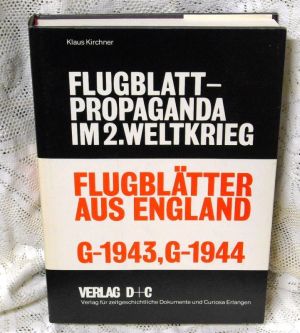 Klaus Kirchner
FLUGBLATT–
PROPAGANDA
IM 2.WELTKRIEG
FLUGBLÄTTER
AUS ENGLAND
G-1943,G-1944
VERLAG D+C
Verlag für zeitgeschichtliche Dokumente und Curiosa Erlangen